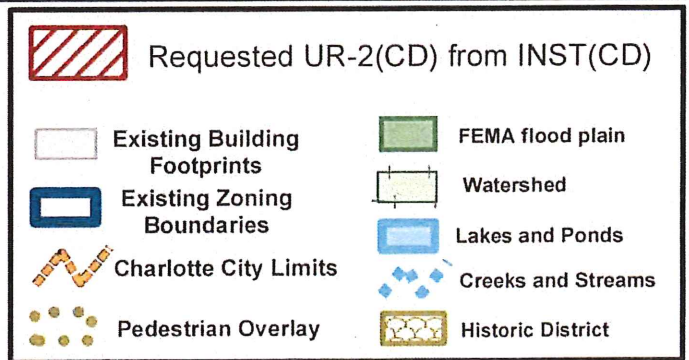 Requested UR-2(CD) from INST(CD)
Existing Building
Footprints
Existing Zoning
Boundaries
Charlotte City Limits
Pedestrian Overlay
FEMA flood plain
Watershed
Lakes and Ponds
Creeks and Streams
Historic District